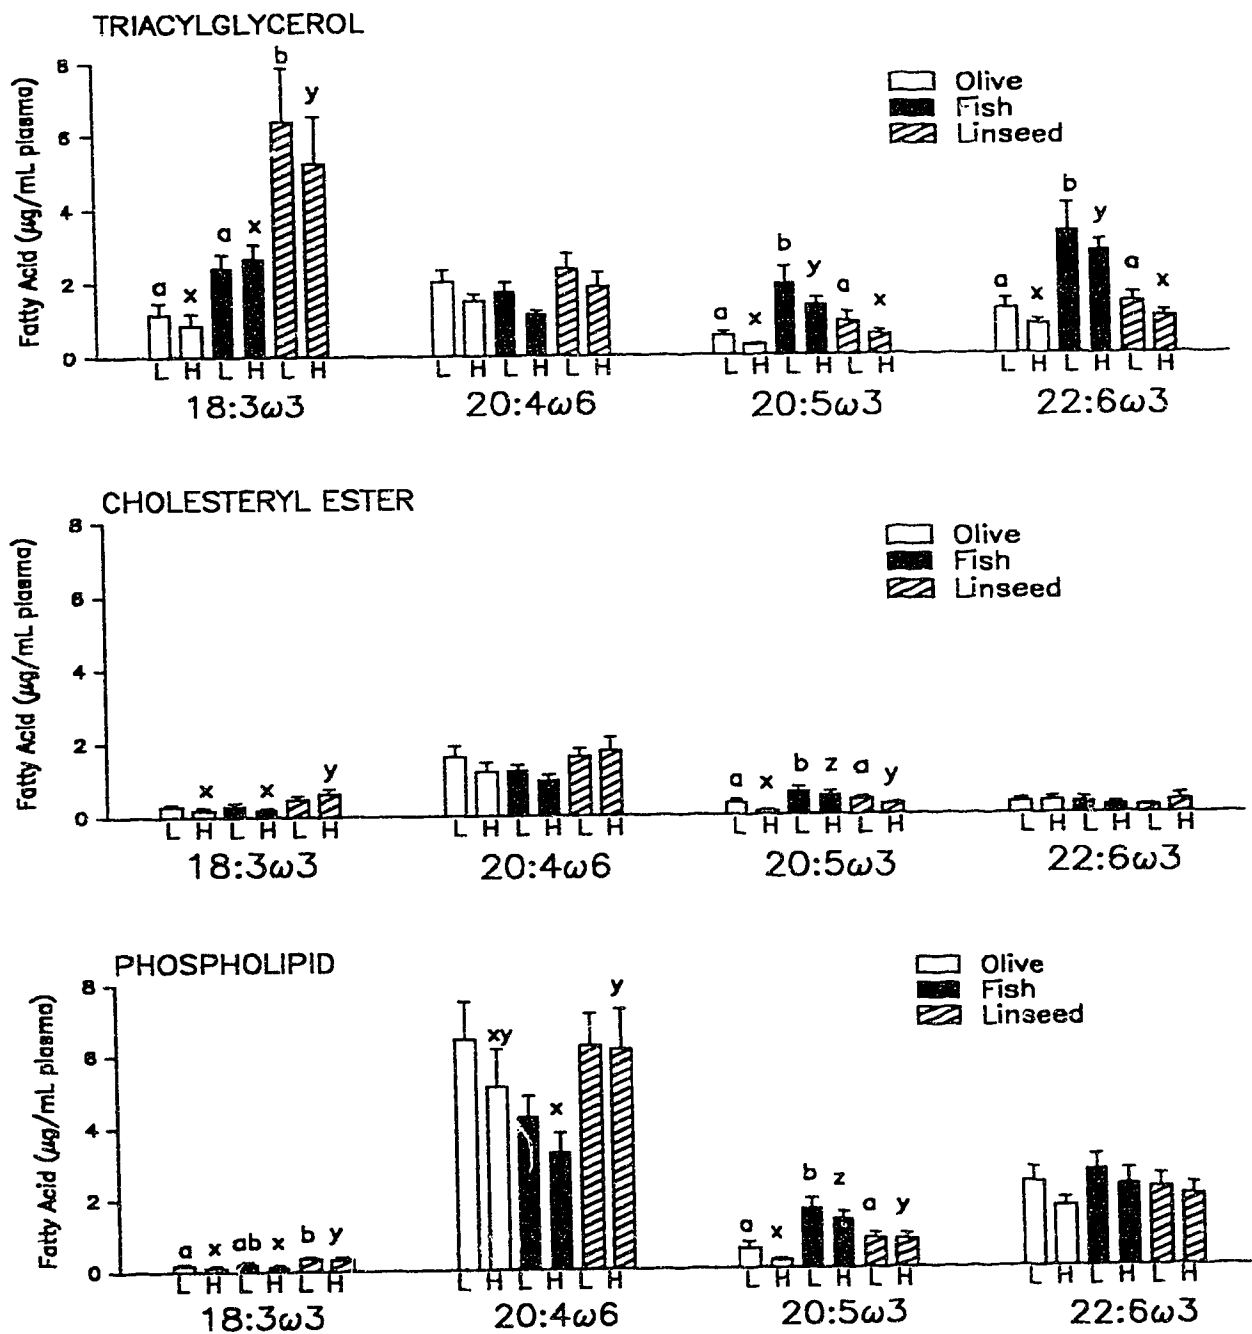 TRIACYLGLYCEROL
Fatty Acid (μg/mL plasma)
8
6
4
2
0
Olive
Fish
Linseed
a x a x b y
a x b y a x
a x b y a x
L H L H L H
L H L H L H
L H L H L H
L H L H L H
18:3ω3 20:4ω6 20:5ω3 22:6ω3
CHOLESTERYL ESTER
Fatty Acid (μg/mL plasma)
8
6
4
2
0
Olive
Fish
Linseed
x x y
a x b z a y
L H L H L H
L H L H L H
L H L H L H
L H L H L H
18:3ω3 20:4ω6 20:5ω3 22:6ω3
PHOSPHOLIPID
Fatty Acid (μg/mL plasma)
8
6
4
2
0
Olive
Fish
Linseed
a x ab x b y
xy x y
a x b z a y
L H L H L H
L H L H L H
L H L H L H
L H L H L H
18:3ω3 20:4ω6 20:5ω3 22:6ω3